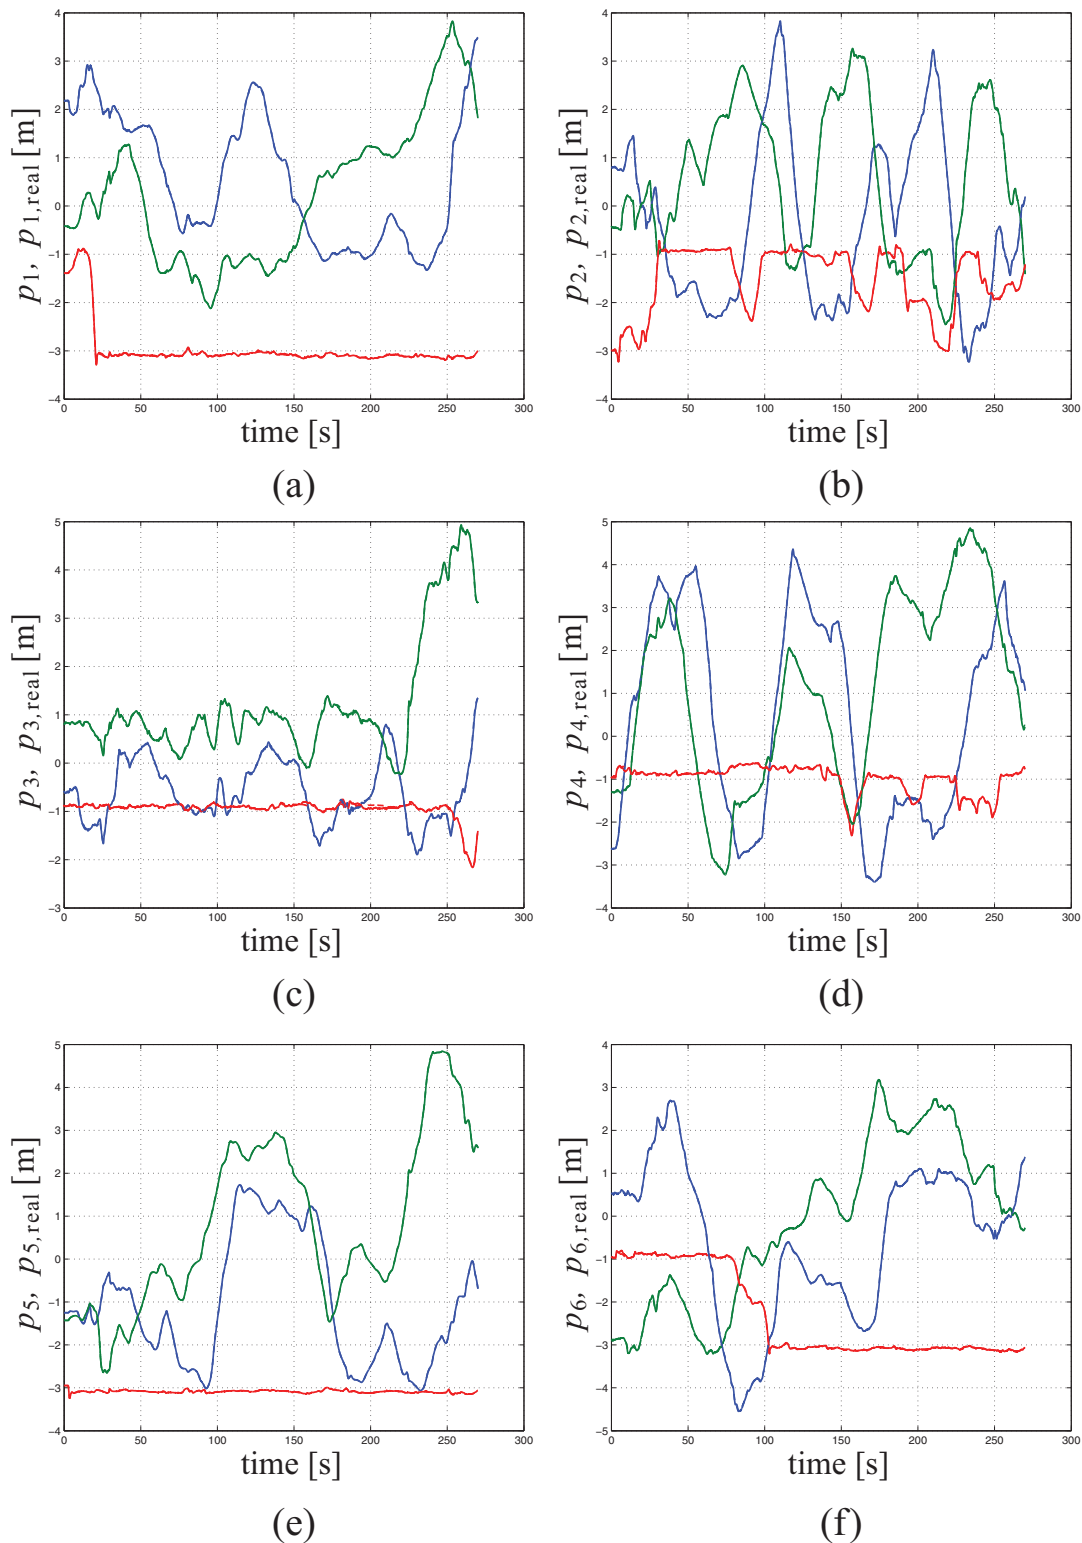 4
3
2
1
0
−1
−2
−3
−4
0 50 100 150 200 250 300
p1, p1,real [m]
time [s]
(a)
4
3
2
1
0
−1
−2
−3
−4
0 50 100 150 200 250 300
p2, p2,real [m]
time [s]
(b)
5
4
3
2
1
0
−1
−2
−3
0 50 100 150 200 250 300
p3, p3,real [m]
time [s]
(c)
5
4
3
2
1
0
−1
−2
−3
−4
0 50 100 150 200 250 300
p4, p4,real [m]
time [s]
(d)
5
4
3
2
1
0
−1
−2
−3
−4
0 50 100 150 200 250 300
p5, p5,real [m]
time [s]
(e)
4
3
2
1
0
−1
−2
−3
−4
−5
0 50 100 150 200 250 300
p6, p6,real [m]
time [s]
(f)